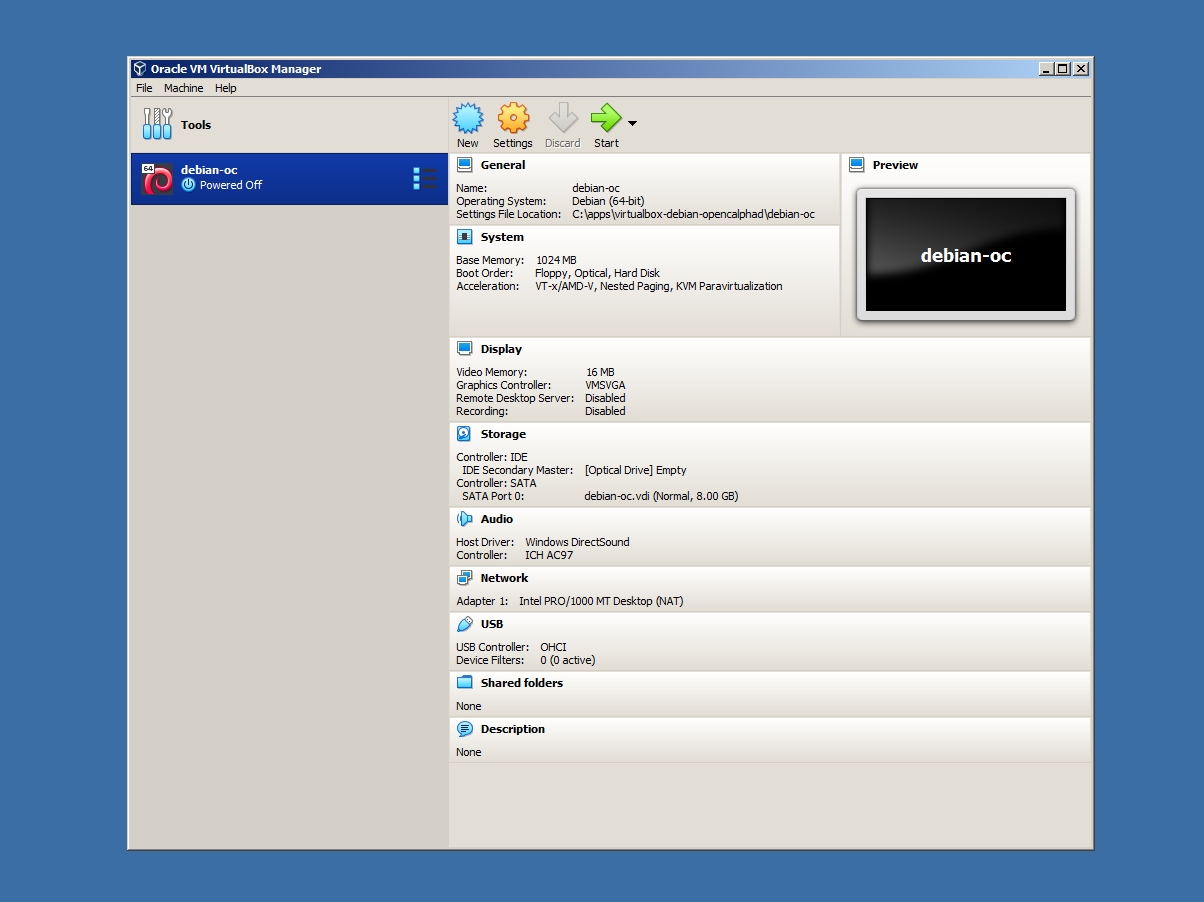 Oracle VM VirtualBox Manager
File Machine Help
Tools
New Settings Discard Start
64
debian-oc
Powered Off
General
Name: debian-oc
Operating System: Debian (64-bit)
Settings File Location: C:\apps\virtualbox-debian-opencalphad\debian-oc
Preview
debian-oc
System
Base Memory: 1024 MB
Boot Order: Floppy, Optical, Hard Disk
Acceleration: VT-x/AMD-V, Nested Paging, KVM Paravirtualization
Display
Video Memory: 16 MB
Graphics Controller: VMSVGA
Remote Desktop Server: Disabled
Recording: Disabled
Storage
Controller: IDE
IDE Secondary Master: [Optical Drive] Empty
Controller: SATA
SATA Port 0: debian-oc.vdi (Normal, 8.00 GB)
Audio
Host Driver: Windows DirectSound
Controller: ICH AC97
Network
Adapter 1: Intel PRO/1000 MT Desktop (NAT)
USB
USB Controller: OHCI
Device Filters: 0 (0 active)
Shared folders
None
Description
None